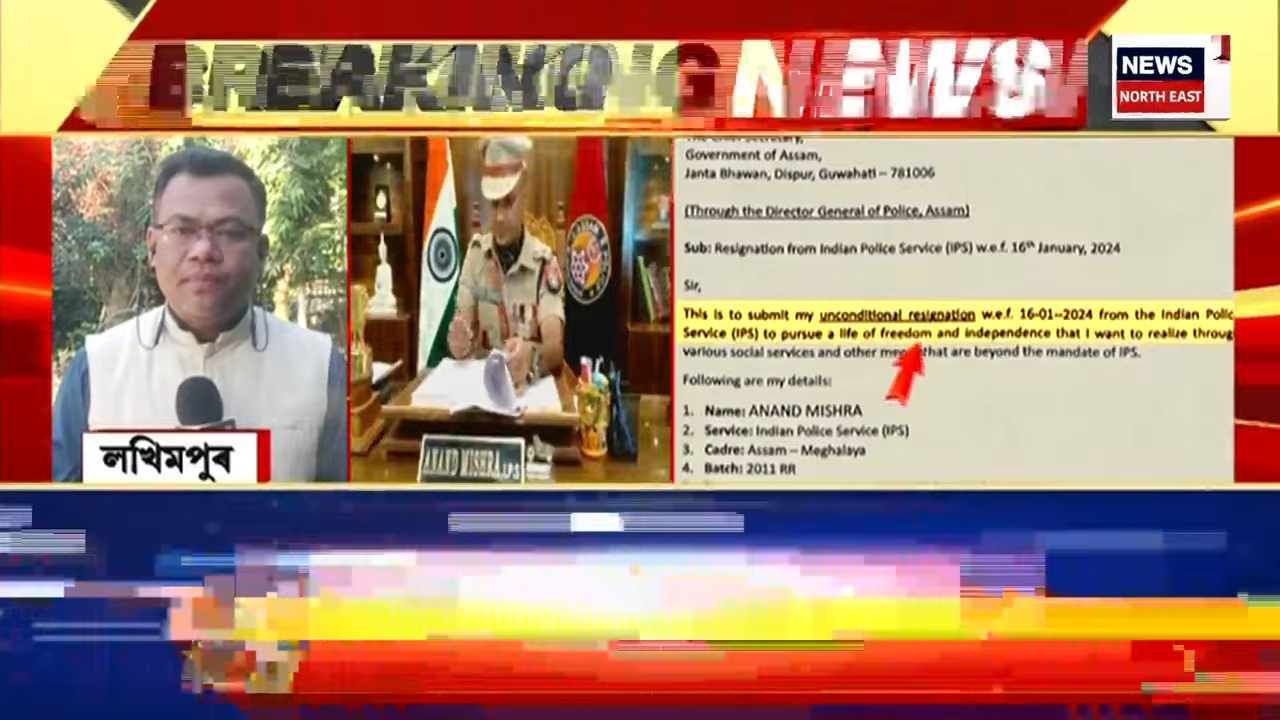 BREAKING NEWS
NEWS
NORTH EAST
Government of Assam,
Janta Bhawan, Dispur, Guwahati – 781006
(Through the Director General of Police, Assam)
Sub: Resignation from Indian Police Service (IPS) w.e.f. 16th January, 2024
Sir,
This is to submit my unconditional resignation w.e.f. 16-01–2024 from the Indian Polic
Service (IPS) to pursue a life of freedom and independence that I want to realize throug
various social services and other that are beyond the mandate of IPS.
Following are my details:
1. Name: ANAND MISHRA
2. Service: Indian Police Service (IPS)
3. Cadre: Assam – Meghalaya
4. Batch: 2011 RR
ANAND MISHRA, IPS
লখিমপুৰ